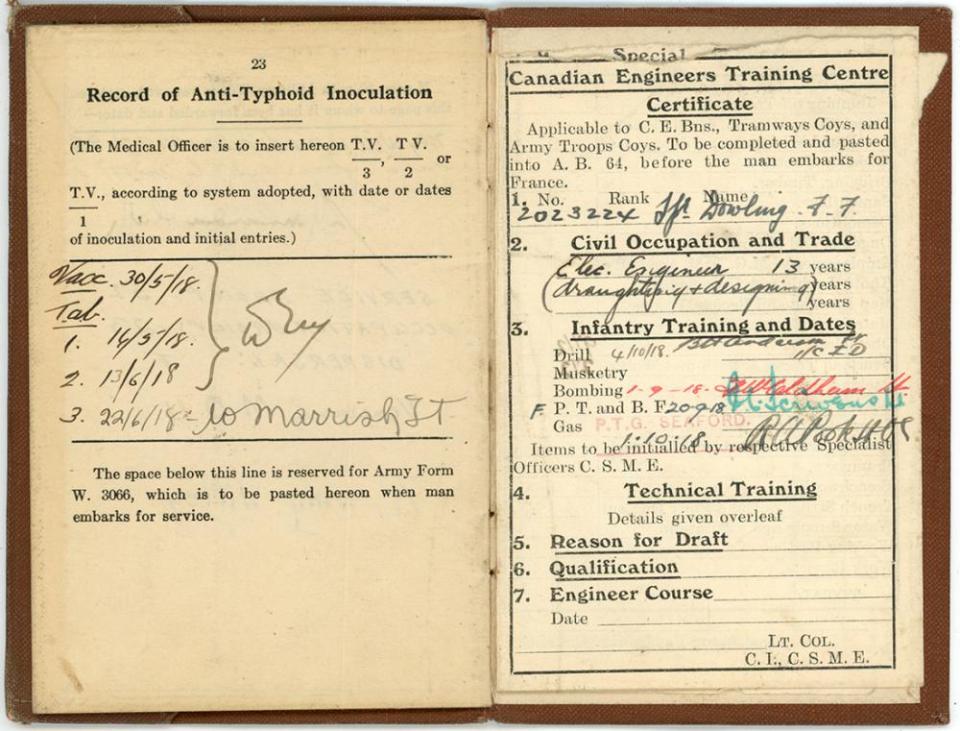 23
Record of Anti-Typhoid Inoculation
(The Medical Officer is to insert hereon T.V./3, T V./2 or
T.V./1, according to system adopted, with date or dates
of inoculation and initial entries.)
Vacc. 30/5/18.
Tab.
1. 14/5/18.
2. 13/6/18
3. 22/6/18
The space below this line is reserved for Army Form
W. 3066, which is to be pasted hereon when man
embarks for service.
Special
Canadian Engineers Training Centre
Certificate
Applicable to C. E. Bns., Tramways Coys, and
Army Troops Coys. To be completed and pasted
into A. B. 64, before the man embarks for
France.
1. No. Rank Name
Dowling. F. F.
2. Civil Occupation and Trade
Elec. Engineer 13 years
(draughting & designing) years
years
3. Infantry Training and Dates
Drill 4/10/18.
Musketry
Bombing 1-9-18.
F. P. T. and B. F 20 9 18
Gas P.T.G. SEAFORD.
1.10.18
Items to be initialled by respective Specialist
Officers C. S. M. E.
4. Technical Training
Details given overleaf
5. Reason for Draft
6. Qualification
7. Engineer Course
Date
LT. COL.
C. I., C. S. M. E.